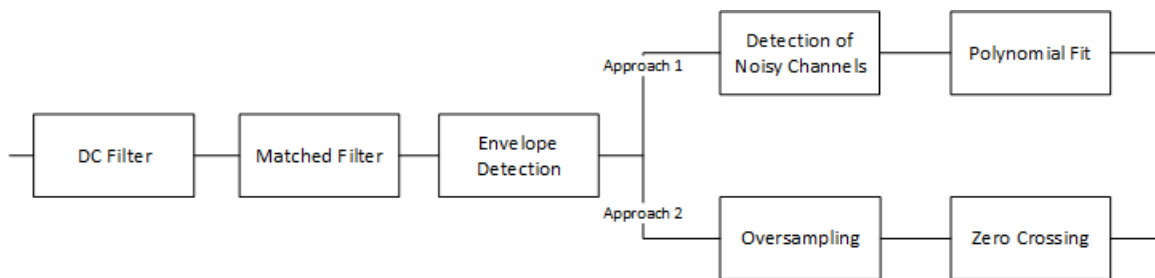 DC Filter
Matched Filter
Envelope
Detection
Approach 1
Detection of
Noisy Channels
Polynomial Fit
Approach 2
Oversampling
Zero Crossing